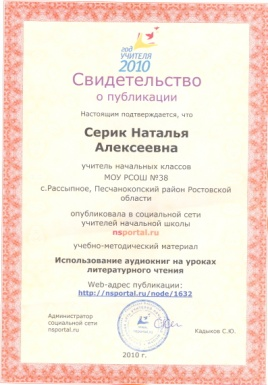 год
УЧИТЕЛЯ
2010
Свидетельство
о публикации
Настоящим подтверждается, что
Серик Наталья
Алексеевна
учитель начальных классов
МОУ РСОШ №38
с.Рассыпное, Песчанокопский район Ростовской
области
опубликовала в социальной сети
учителей начальной школы
nsportal.ru
учебно-методический материал
Использование аудиокниг на уроках
литературного чтения
Web-адрес публикации:
http://nsportal.ru/node/1632
Администратор
социальной сети
nsportal.ru
Кадыков С.Ю.
2010 г.